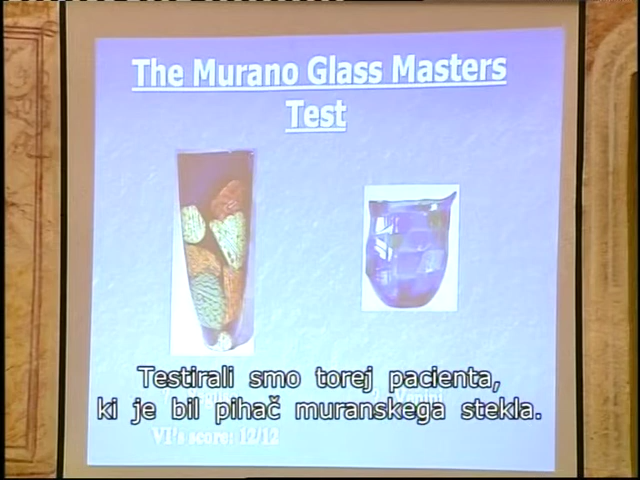 The Murano Glass Masters
Test
Testirali smo torej pacienta,
ki je bil pihač muranskega stekla.
VI's score: 12/12